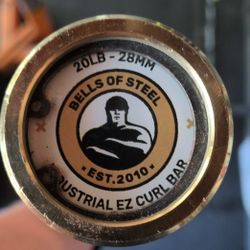 20LB - 28MM
BELLS OF STEEL
• EST.2010 •
EZ CURL BAR